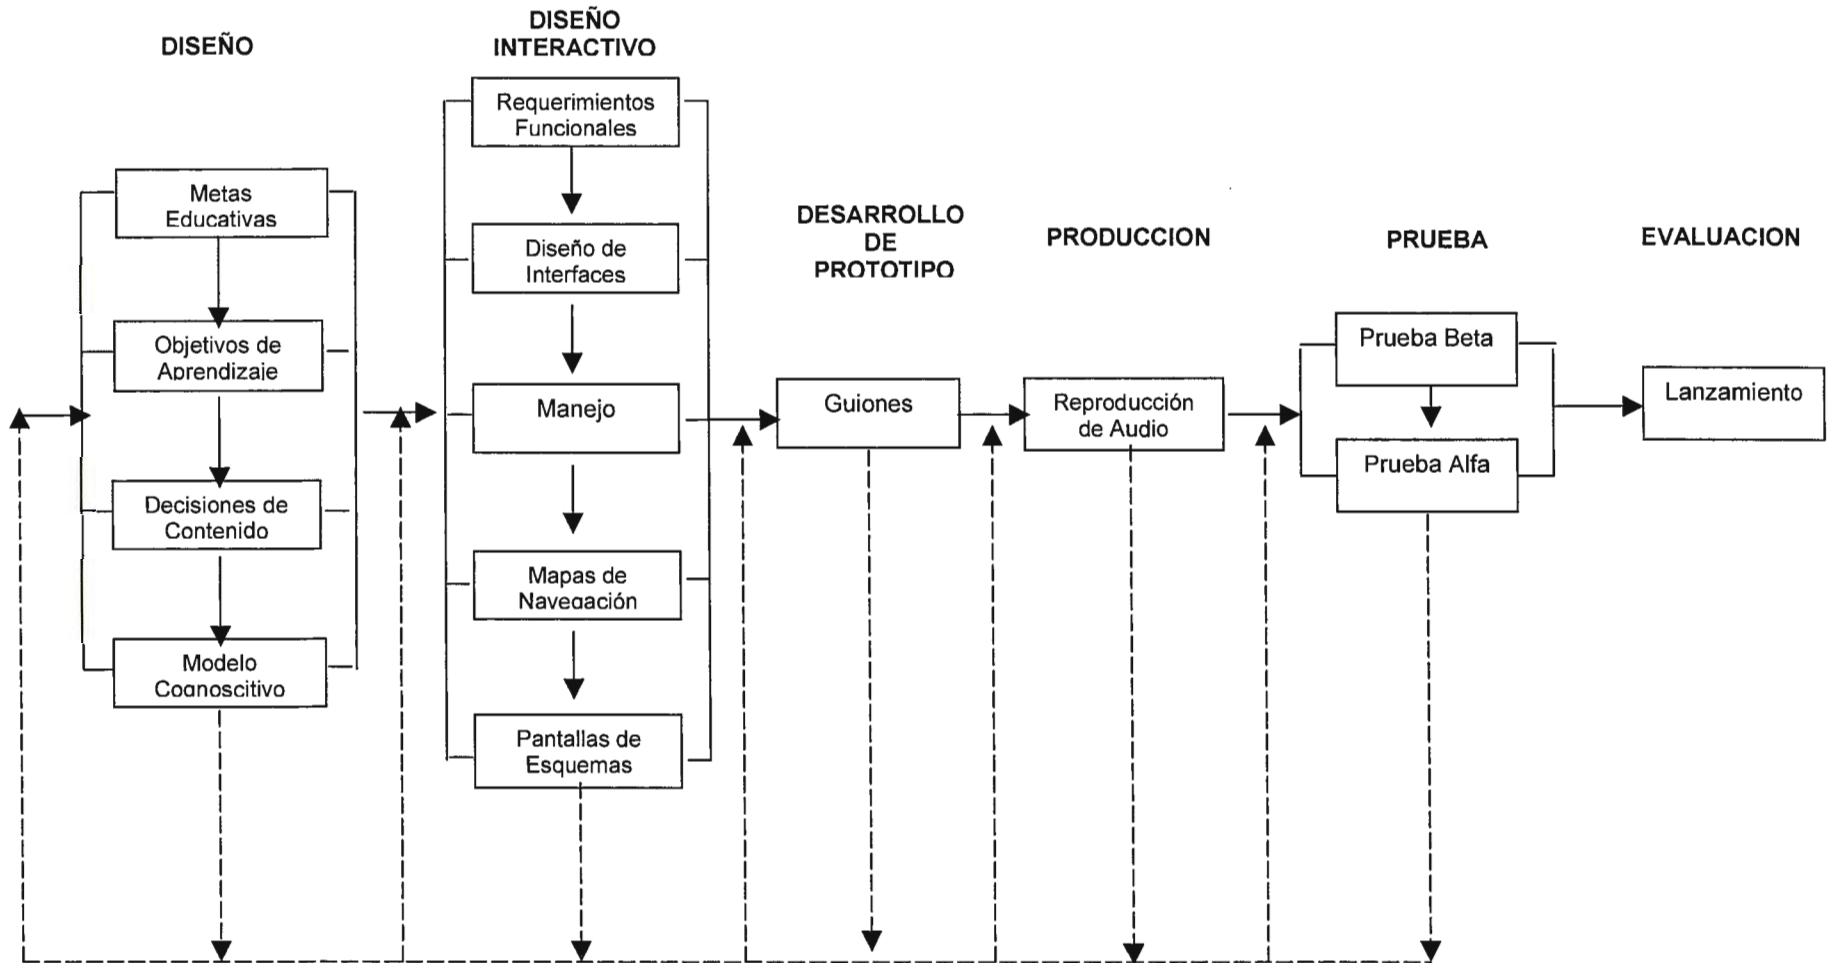 DISEÑO
Metas
Educativas
Objetivos de
Aprendizaje
Decisiones de
Contenido
Modelo
Cognoscitivo
DISEÑO
INTERACTIVO
Requerimientos
Funcionales
Diseño de
Interfaces
Manejo
Mapas de
Navegación
Pantallas de
Esquemas
DESARROLLO
DE
PROTOTIPO
Guiones
PRODUCCION
Reproducción
de Audio
PRUEBA
Prueba Beta
Prueba Alfa
EVALUACION
Lanzamiento